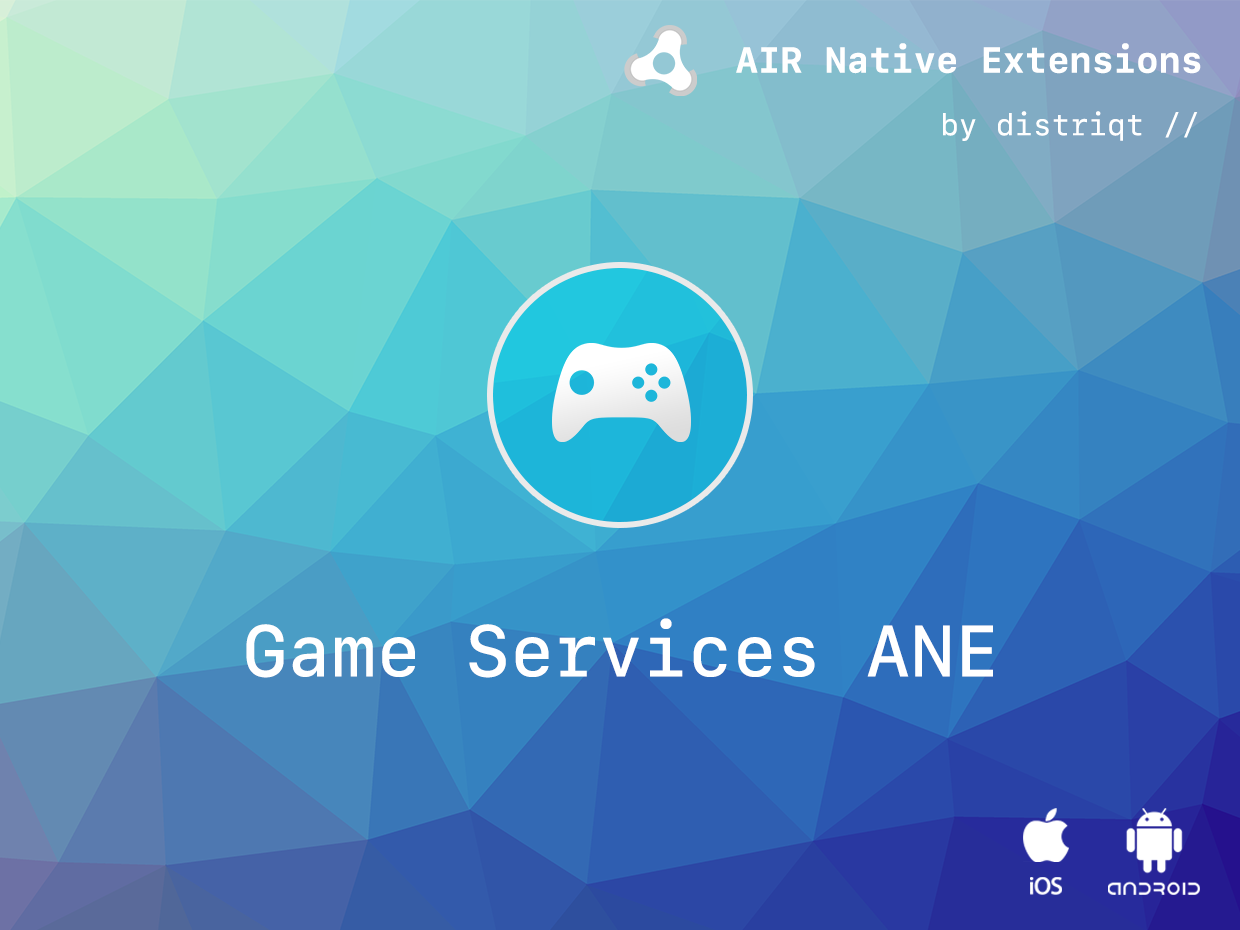 AIR Native Extensions
by distriqt //
Game Services ANE
iOS
ANDROID